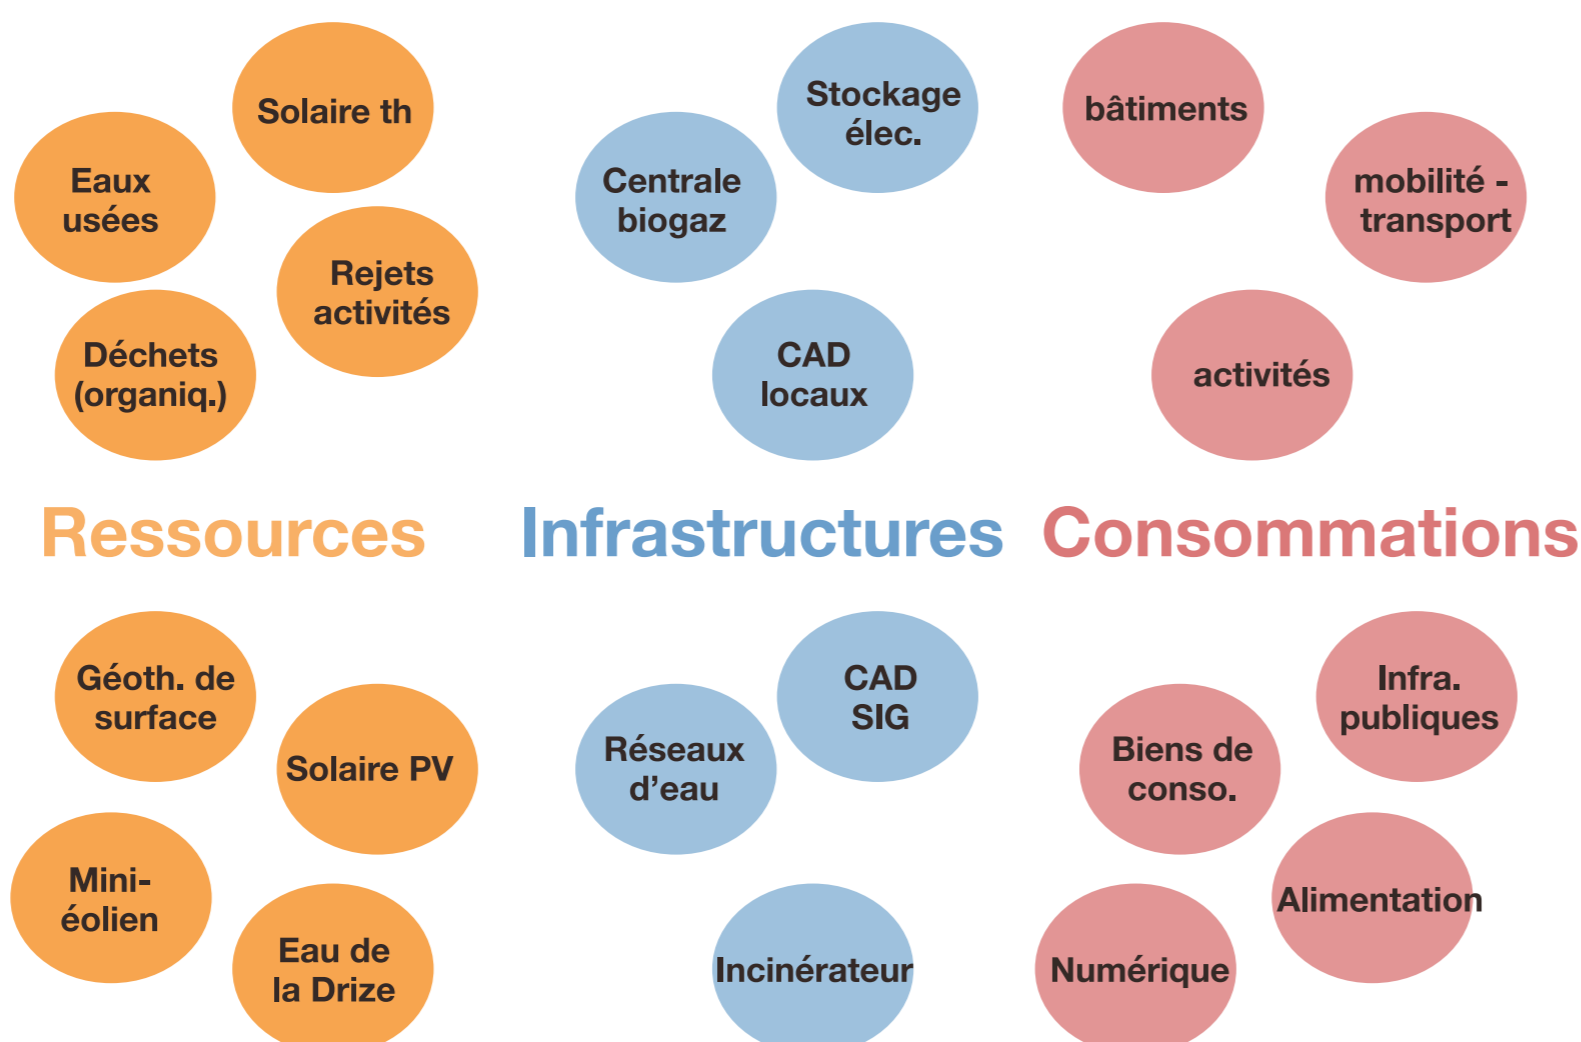 Solaire th
Eaux
usées
Rejets
activités
Déchets
(organiq.)
Stockage
élec.
Centrale
biogaz
CAD
locaux
bâtiments
mobilité -
transport
activités
Ressources
Infrastructures
Consommations
Géoth. de
surface
Solaire PV
Mini-
éolien
Eau de
la Drize
CAD
SIG
Réseaux
d’eau
Incinérateur
Infra.
publiques
Biens de
conso.
Alimentation
Numérique